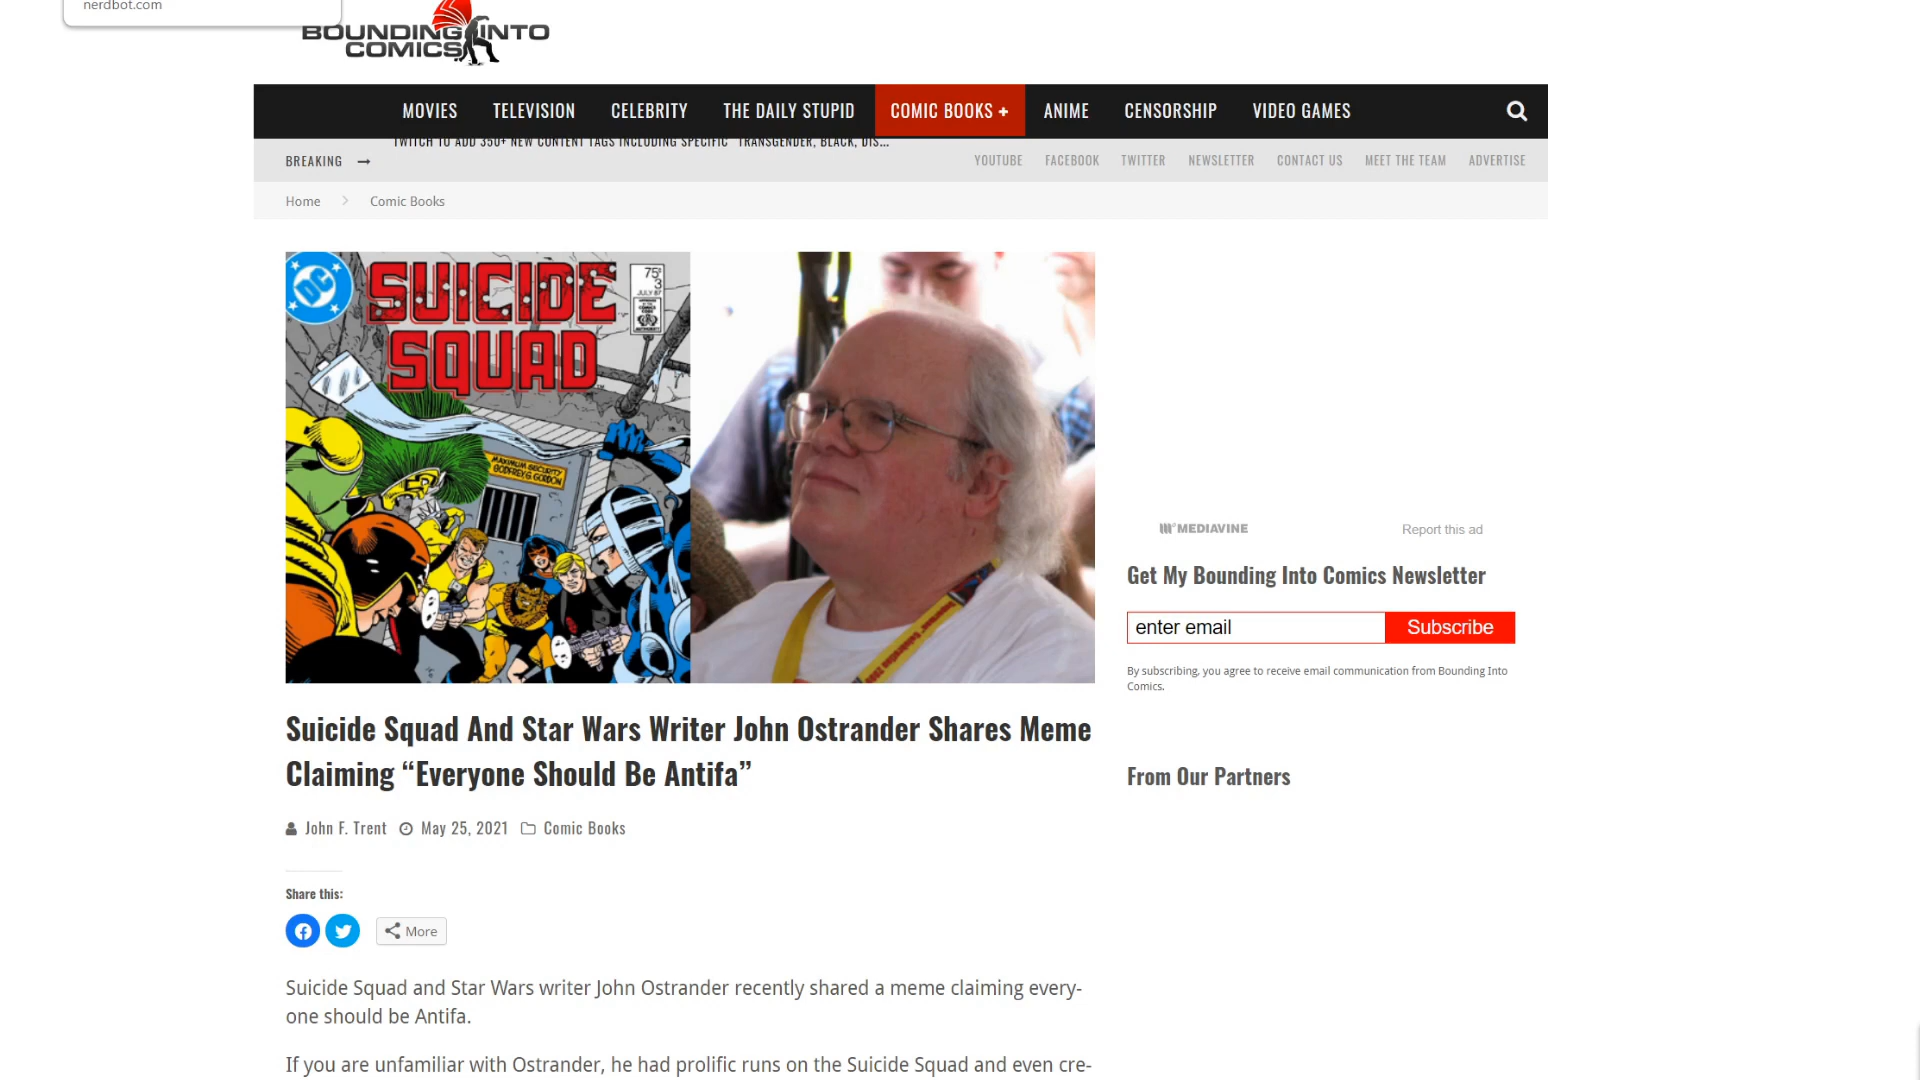 nerdbot.com
BOUNDING INTO
COMICS
MOVIES TELEVISION CELEBRITY THE DAILY STUPID COMIC BOOKS + ANIME CENSORSHIP VIDEO GAMES
TWITCH TO ADD 350+ NEW CONTENT TAGS INCLUDING SPECIFIC "TRANSGENDER, BLACK, DIS...
BREAKING YOUTUBE FACEBOOK TWITTER NEWSLETTER CONTACT US MEET THE TEAM ADVERTISE
Home Comic Books
DC
SUICIDE
SQUAD
75¢
3
JULY 87
MAXIMUM SECURITY
GODFREY, G. GORDON
MEDIAVINE Report this ad
Get My Bounding Into Comics Newsletter
enter email Subscribe
By subscribing, you agree to receive email communication from Bounding Into
Comics.
Suicide Squad And Star Wars Writer John Ostrander Shares Meme
Claiming “Everyone Should Be Antifa”
From Our Partners
John F. Trent May 25, 2021 Comic Books
Share this:
More
Suicide Squad and Star Wars writer John Ostrander recently shared a meme claiming every-
one should be Antifa.
If you are unfamiliar with Ostrander, he had prolific runs on the Suicide Squad and even cre-